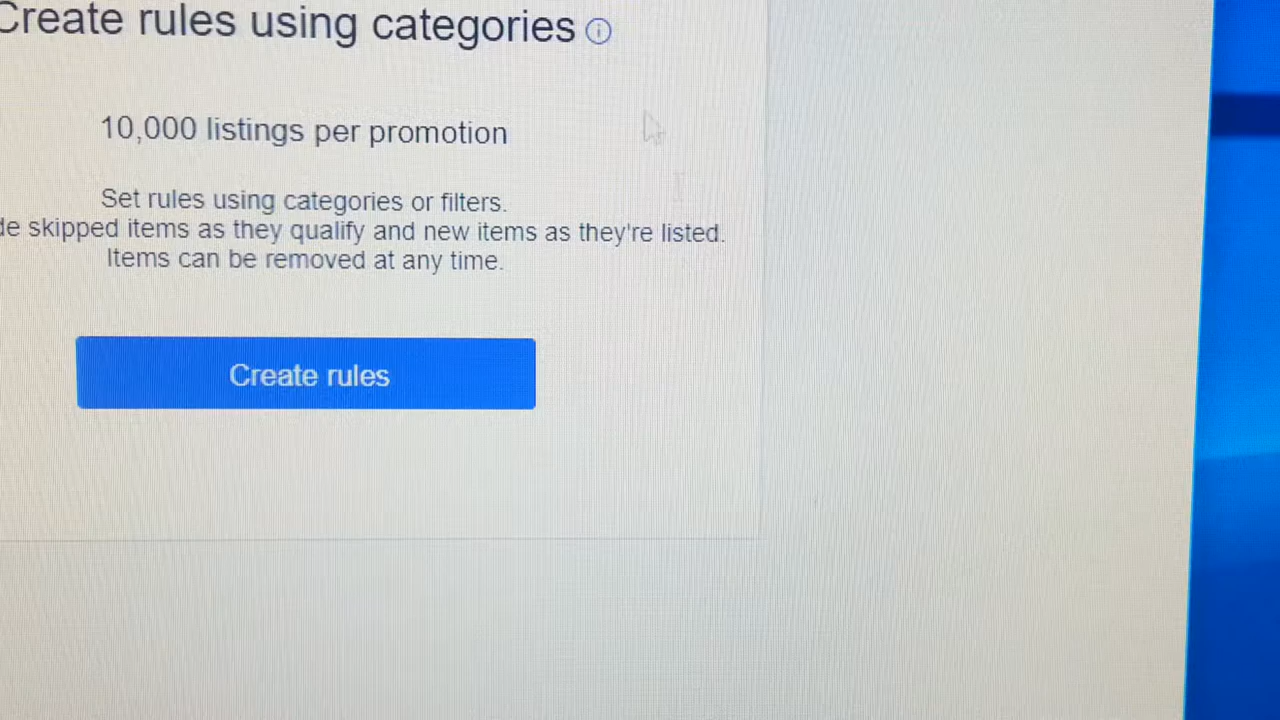 Create rules using categories
10,000 listings per promotion
Set rules using categories or filters.
skipped items as they qualify and new items as they're listed.
Items can be removed at any time.
Create rules